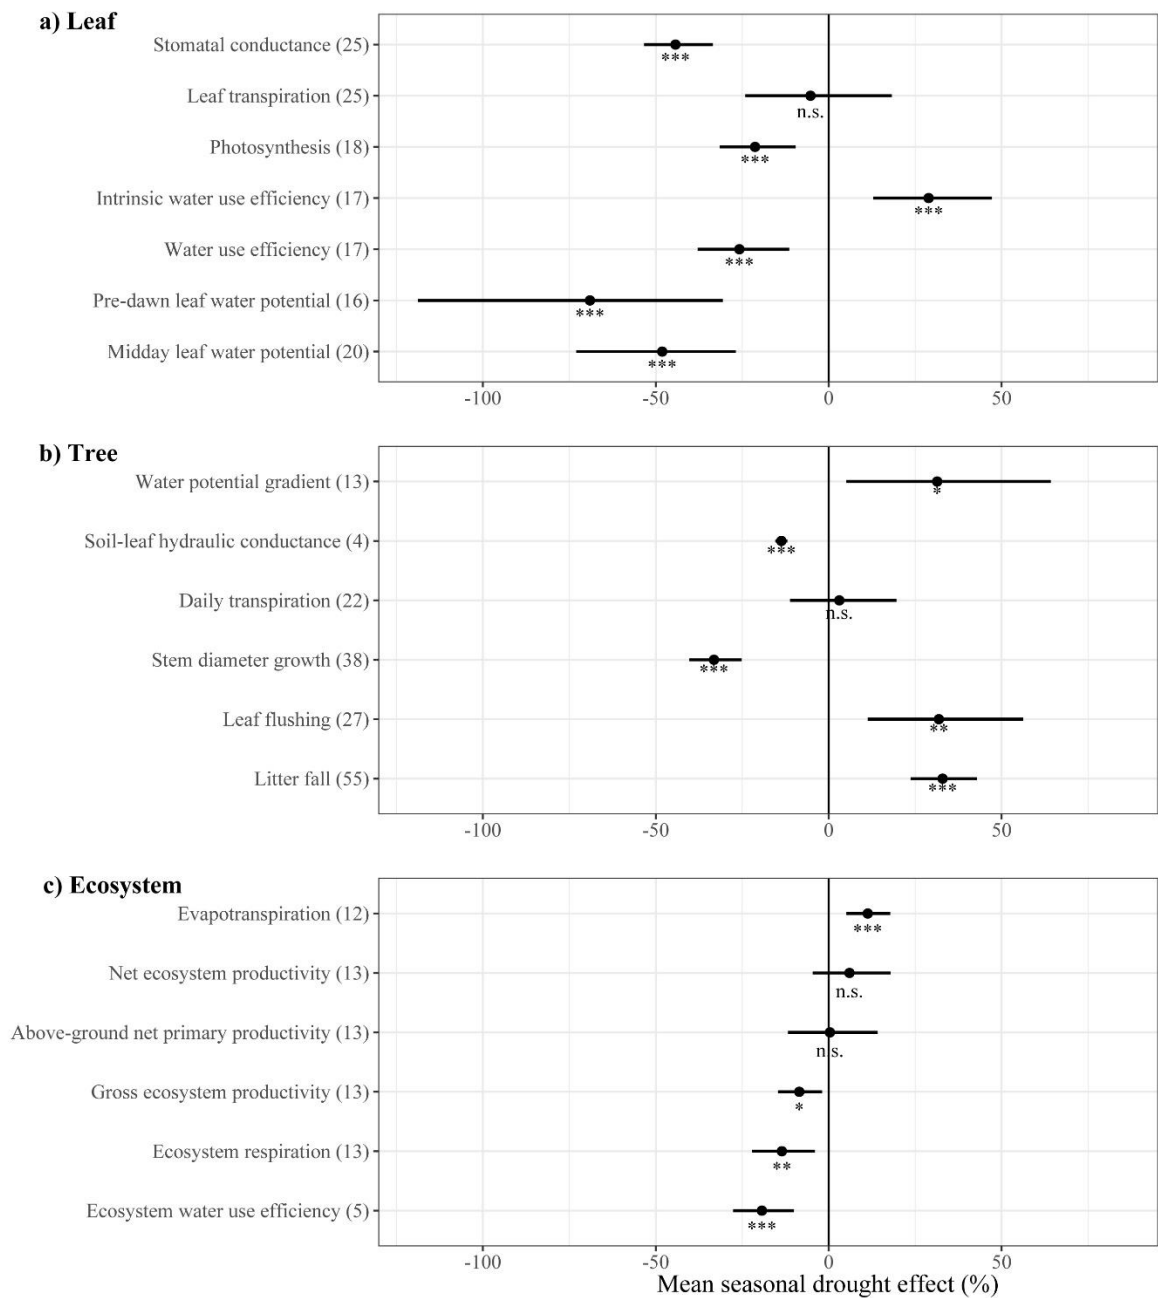 a) Leaf
Stomatal conductance (25)
***
Leaf transpiration (25)
n.s.
Photosynthesis (18)
***
Intrinsic water use efficiency (17)
***
Water use efficiency (17)
***
Pre-dawn leaf water potential (16)
***
Midday leaf water potential (20)
***
-100 -50 0 50
b) Tree
Water potential gradient (13)
*
Soil-leaf hydraulic conductance (4)
***
Daily transpiration (22)
n.s.
Stem diameter growth (38)
***
Leaf flushing (27)
**
Litter fall (55)
***
-100 -50 0 50
c) Ecosystem
Evapotranspiration (12)
***
Net ecosystem productivity (13)
n.s.
Above-ground net primary productivity (13)
n.s.
Gross ecosystem productivity (13)
*
Ecosystem respiration (13)
**
Ecosystem water use efficiency (5)
***
-100 -50 0 50
Mean seasonal drought effect (%)